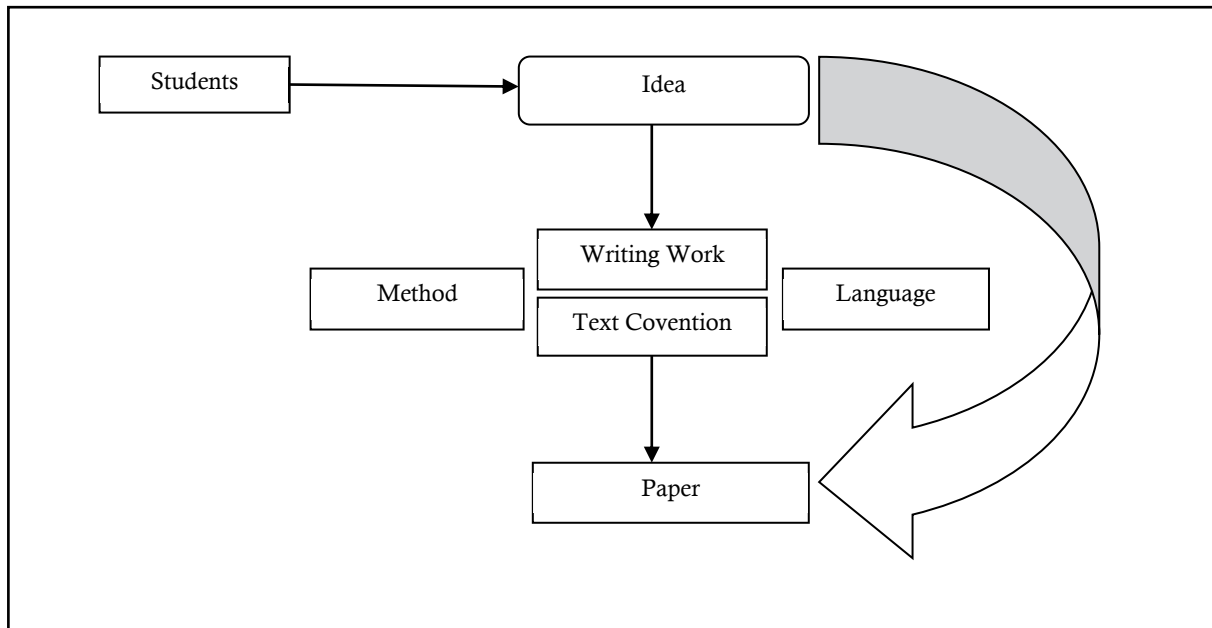 Students
Idea
Writing Work
Method
Language
Text Covention
Paper